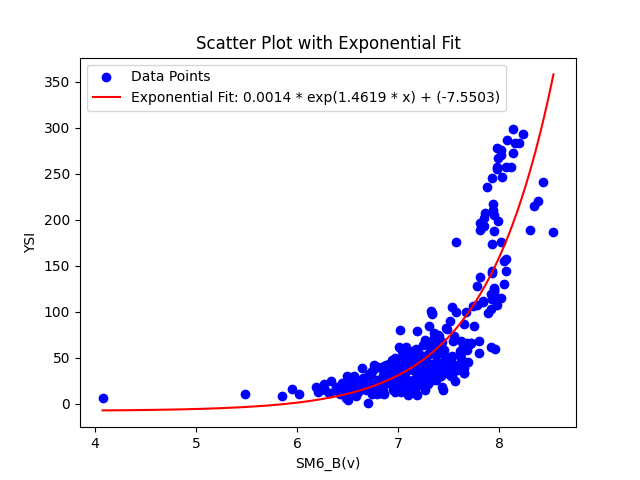 Scatter Plot with Exponential Fit
Data Points
Exponential Fit: 0.0014 * exp(1.4619 * x) + (-7.5503)
350
300
250
200
150
100
50
0
YSI
4
5
6
7
8
SM6_B(v)